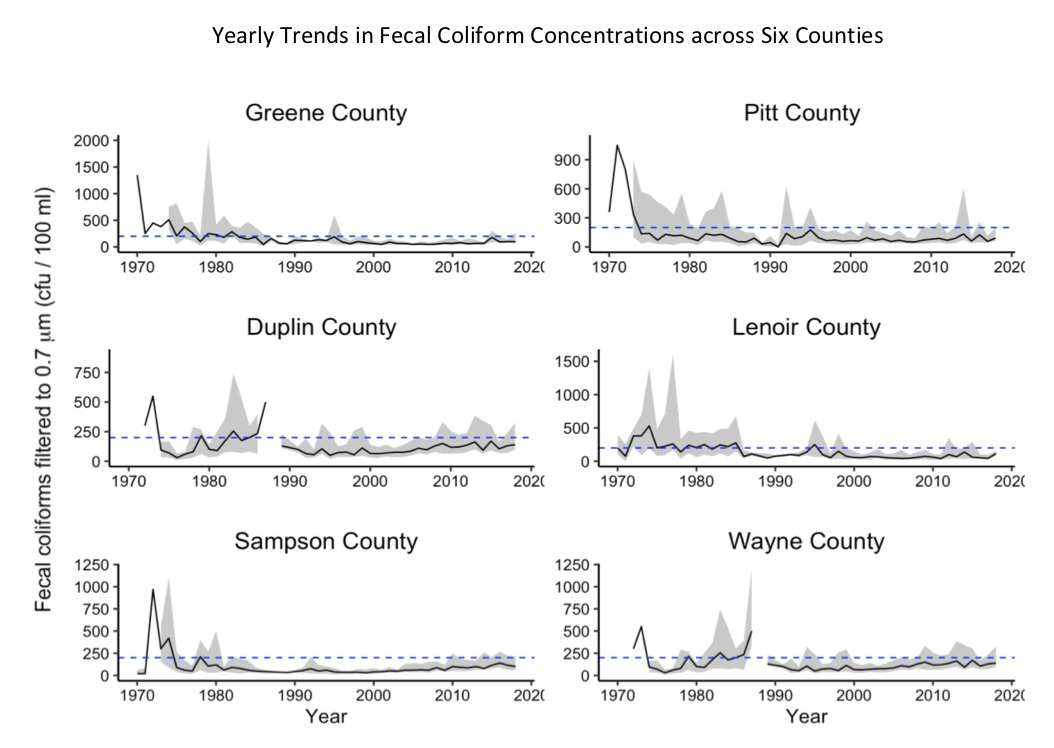 Yearly Trends in Fecal Coliform Concentrations across Six Counties
Fecal coliforms filtered to 0.7 μm (cfu / 100 ml)
Greene County
2000
1500
1000
500
0
1970 1980 1990 2000 2010 2020
Pitt County
900
600
300
0
1970 1980 1990 2000 2010 2020
Duplin County
750
500
250
0
1970 1980 1990 2000 2010 2020
Lenoir County
1500
1000
500
0
1970 1980 1990 2000 2010 2020
Sampson County
1250
1000
750
500
250
0
1970 1980 1990 2000 2010 2020
Year
Wayne County
1250
1000
750
500
250
0
1970 1980 1990 2000 2010 2020
Year